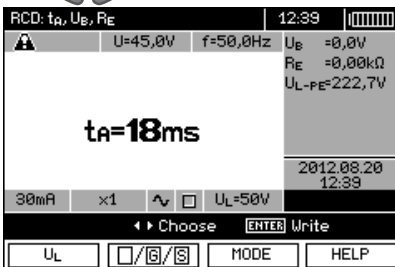 RCD: tA, UB, RE 12:39
U=45,0V f=50,0Hz UB =0,0V
RE =0,00kΩ
UL-PE=222,7V
tA=18ms
2012.08.20
12:39
30mA x1 UL=50V
Choose ENTER Write
UL □/G/S MODE HELP